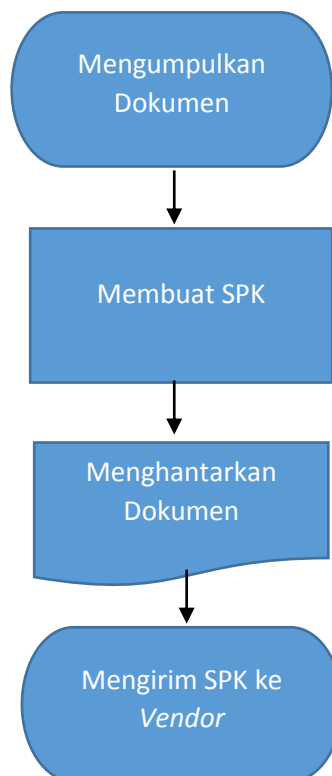 Mengumpulkan
Dokumen
Membuat SPK
Menghantarkan
Dokumen
Mengirim SPK ke
Vendor